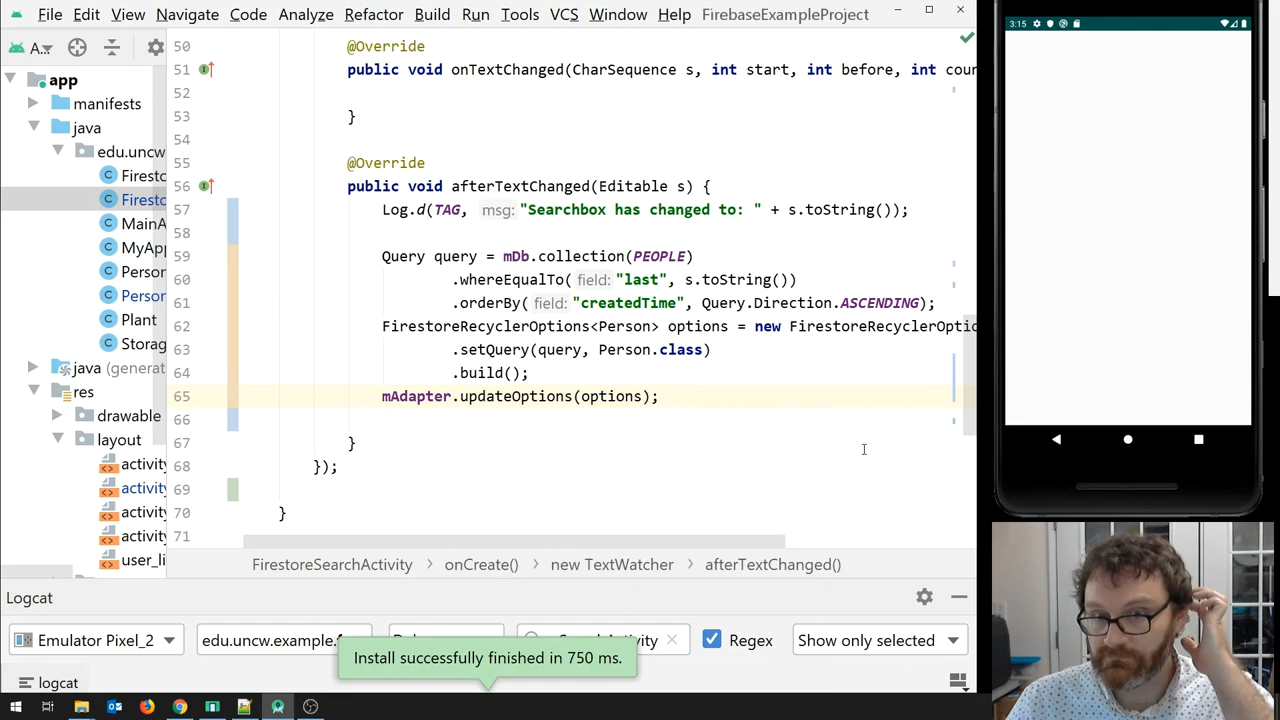 File Edit View Navigate Code Analyze Refactor Build Run Tools VCS Window Help FirebaseExampleProject
A...
app
manifests
java
edu.uncw
Firesto
Firesto
MainA
MyApp
Person
Person
Plant
Storag
java (generat
res
drawable
layout
activity
activity
activity
activity
user_li
50 @Override
51 public void onTextChanged(CharSequence s, int start, int before, int cour
52
53 }
54
55 @Override
56 public void afterTextChanged(Editable s) {
57 Log.d(TAG, msg: "Searchbox has changed to: " + s.toString());
58
59 Query query = mDb.collection(PEOPLE)
60 .whereEqualTo( field: "last", s.toString())
61 .orderBy( field: "createdTime", Query.Direction.ASCENDING);
62 FirestoreRecyclerOptions<Person> options = new FirestoreRecyclerOptic
63 .setQuery(query, Person.class)
64 .build();
65 mAdapter.updateOptions(options);
66
67 }
68 });
69
70 }
71
FirestoreSearchActivity onCreate() new TextWatcher afterTextChanged()
Logcat
Emulator Pixel_2 edu.uncw.example. Activity Regex Show only selected
Install successfully finished in 750 ms.
logcat
3:15